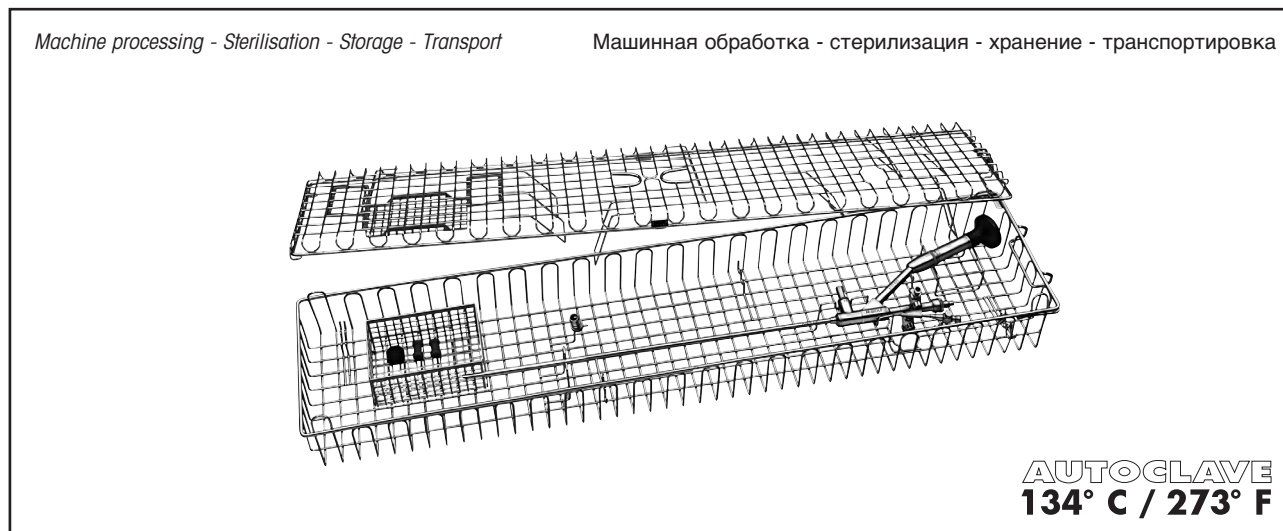 Machine processing - Sterilisation - Storage - Transport
Машинная обработка - стерилизация - хранение - транспортировка
AUTOCLAVE
134° C / 273° F